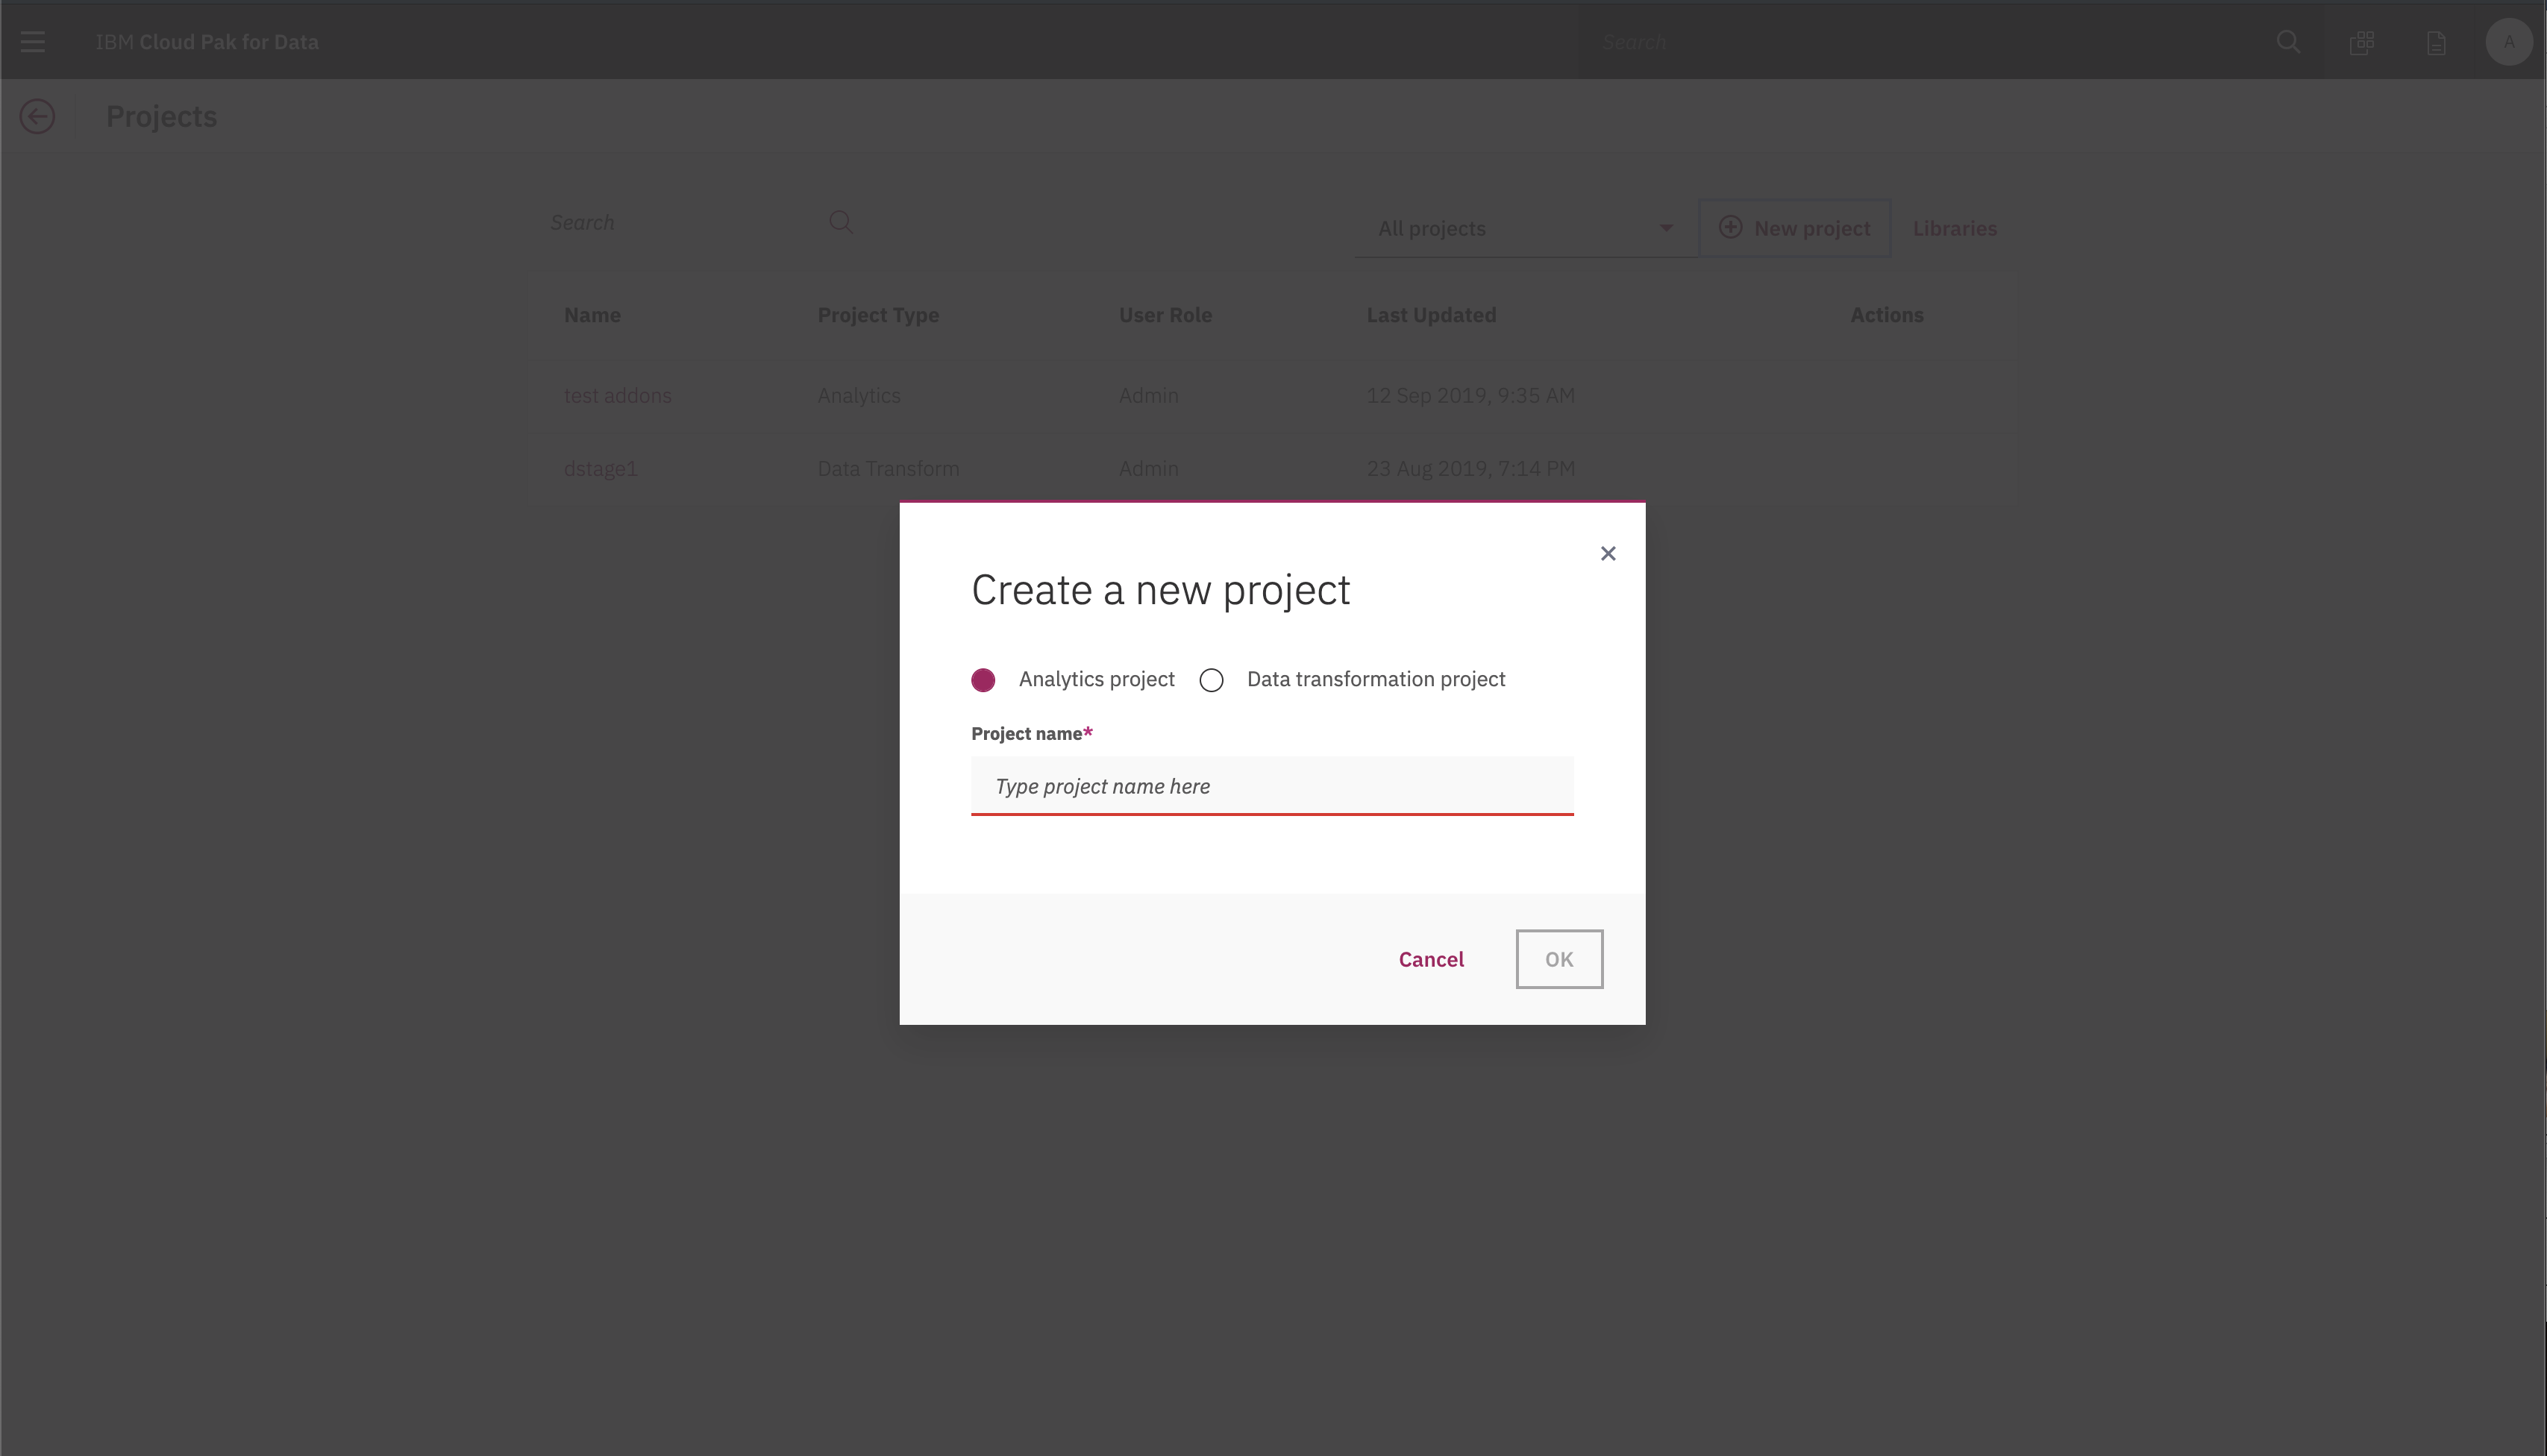 IBM Cloud Pak for Data
Search
A
Projects
Search
All projects
New project
Libraries
Name Project Type User Role Last Updated Actions
test addons Analytics Admin 12 Sep 2019, 9:35 AM
dstage1 Data Transform Admin 23 Aug 2019, 7:14 PM
Create a new project
Analytics project Data transformation project
Project name*
Type project name here
Cancel OK